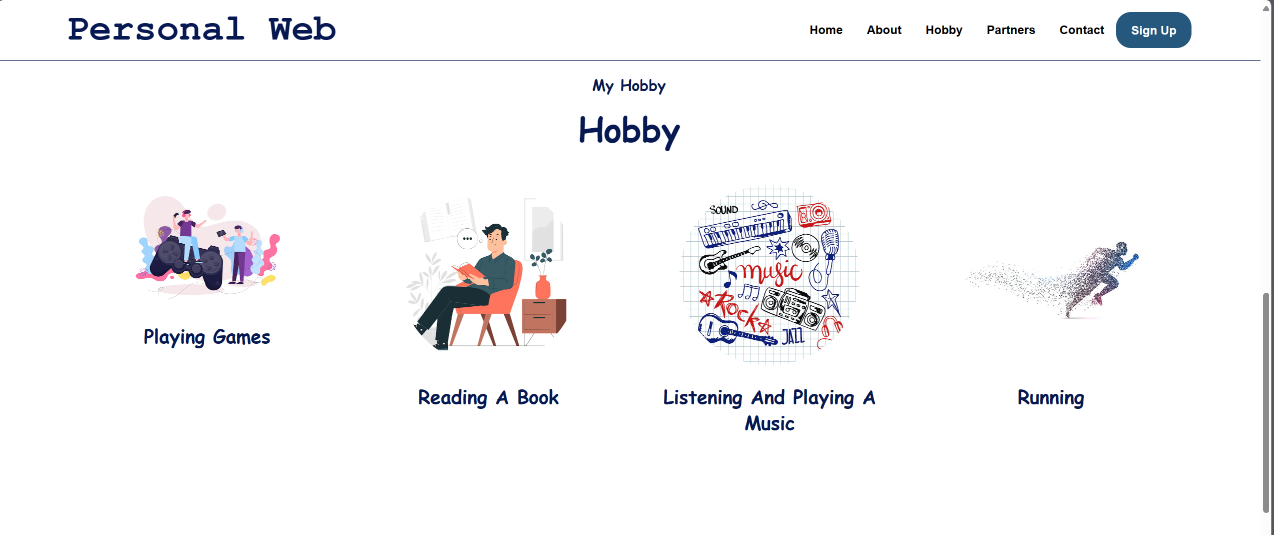 Personal Web
Home About Hobby Partners Contact Sign Up
My Hobby
Hobby
SOUND
music
Rock
JAZZ
Playing Games
Reading A Book
Listening And Playing A
Music
Running